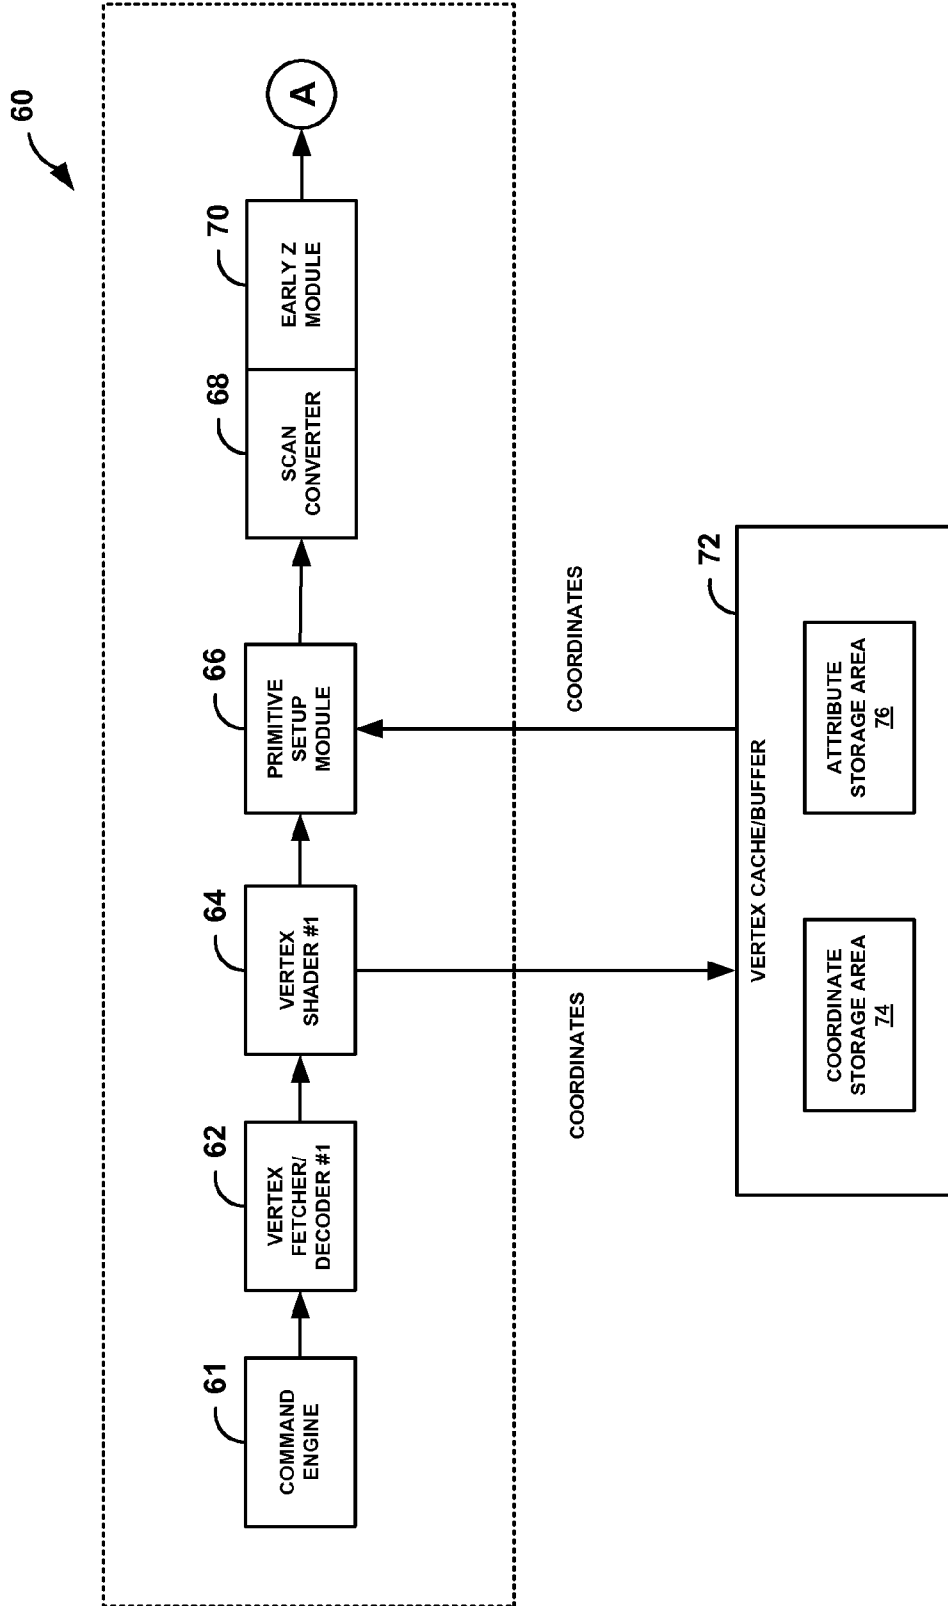 60
61
COMMAND
ENGINE
62
VERTEX
FETCHER/
DECODER #1
64
VERTEX
SHADER #1
66
PRIMITIVE
SETUP
MODULE
68
SCAN
CONVERTER
70
EARLY Z
MODULE
A
COORDINATES
COORDINATES
72
VERTEX CACHE/BUFFER
COORDINATE
STORAGE AREA
74
ATTRIBUTE
STORAGE AREA
76